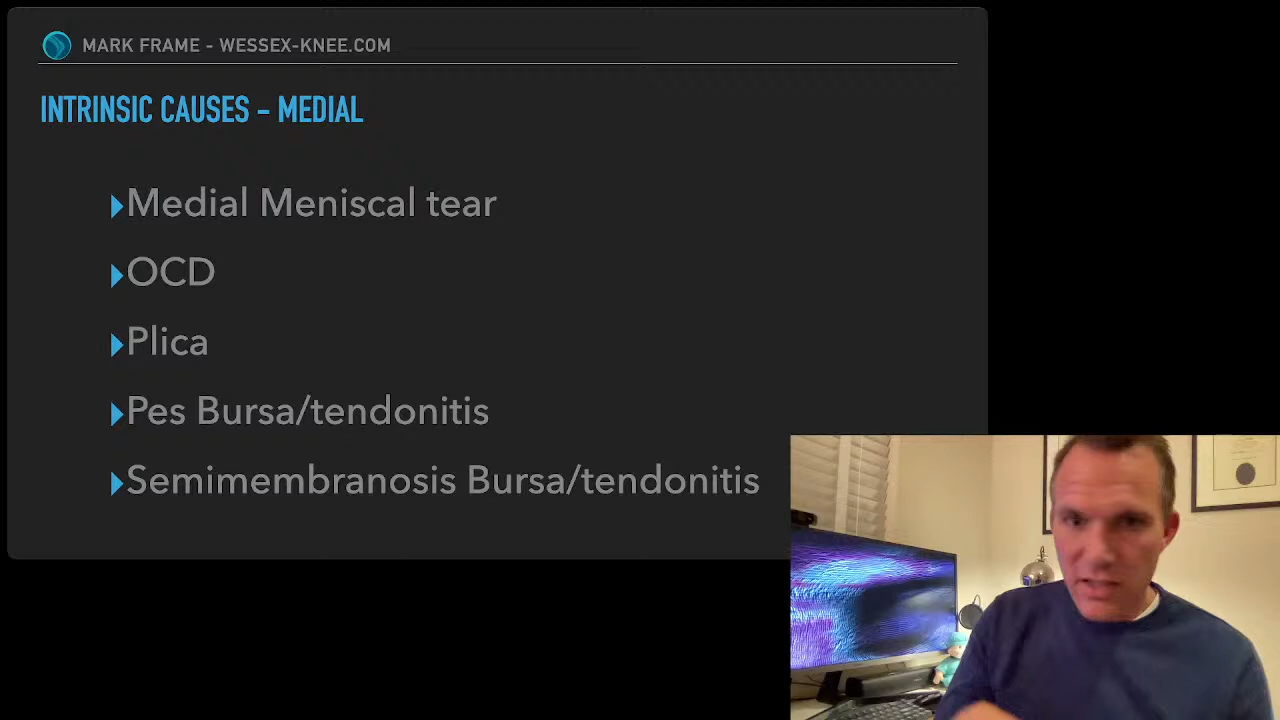 MARK FRAME - WESSEX-KNEE.COM
INTRINSIC CAUSES - MEDIAL
Medial Meniscal tear
OCD
Plica
Pes Bursa/tendonitis
Semimembranosis Bursa/tendonitis